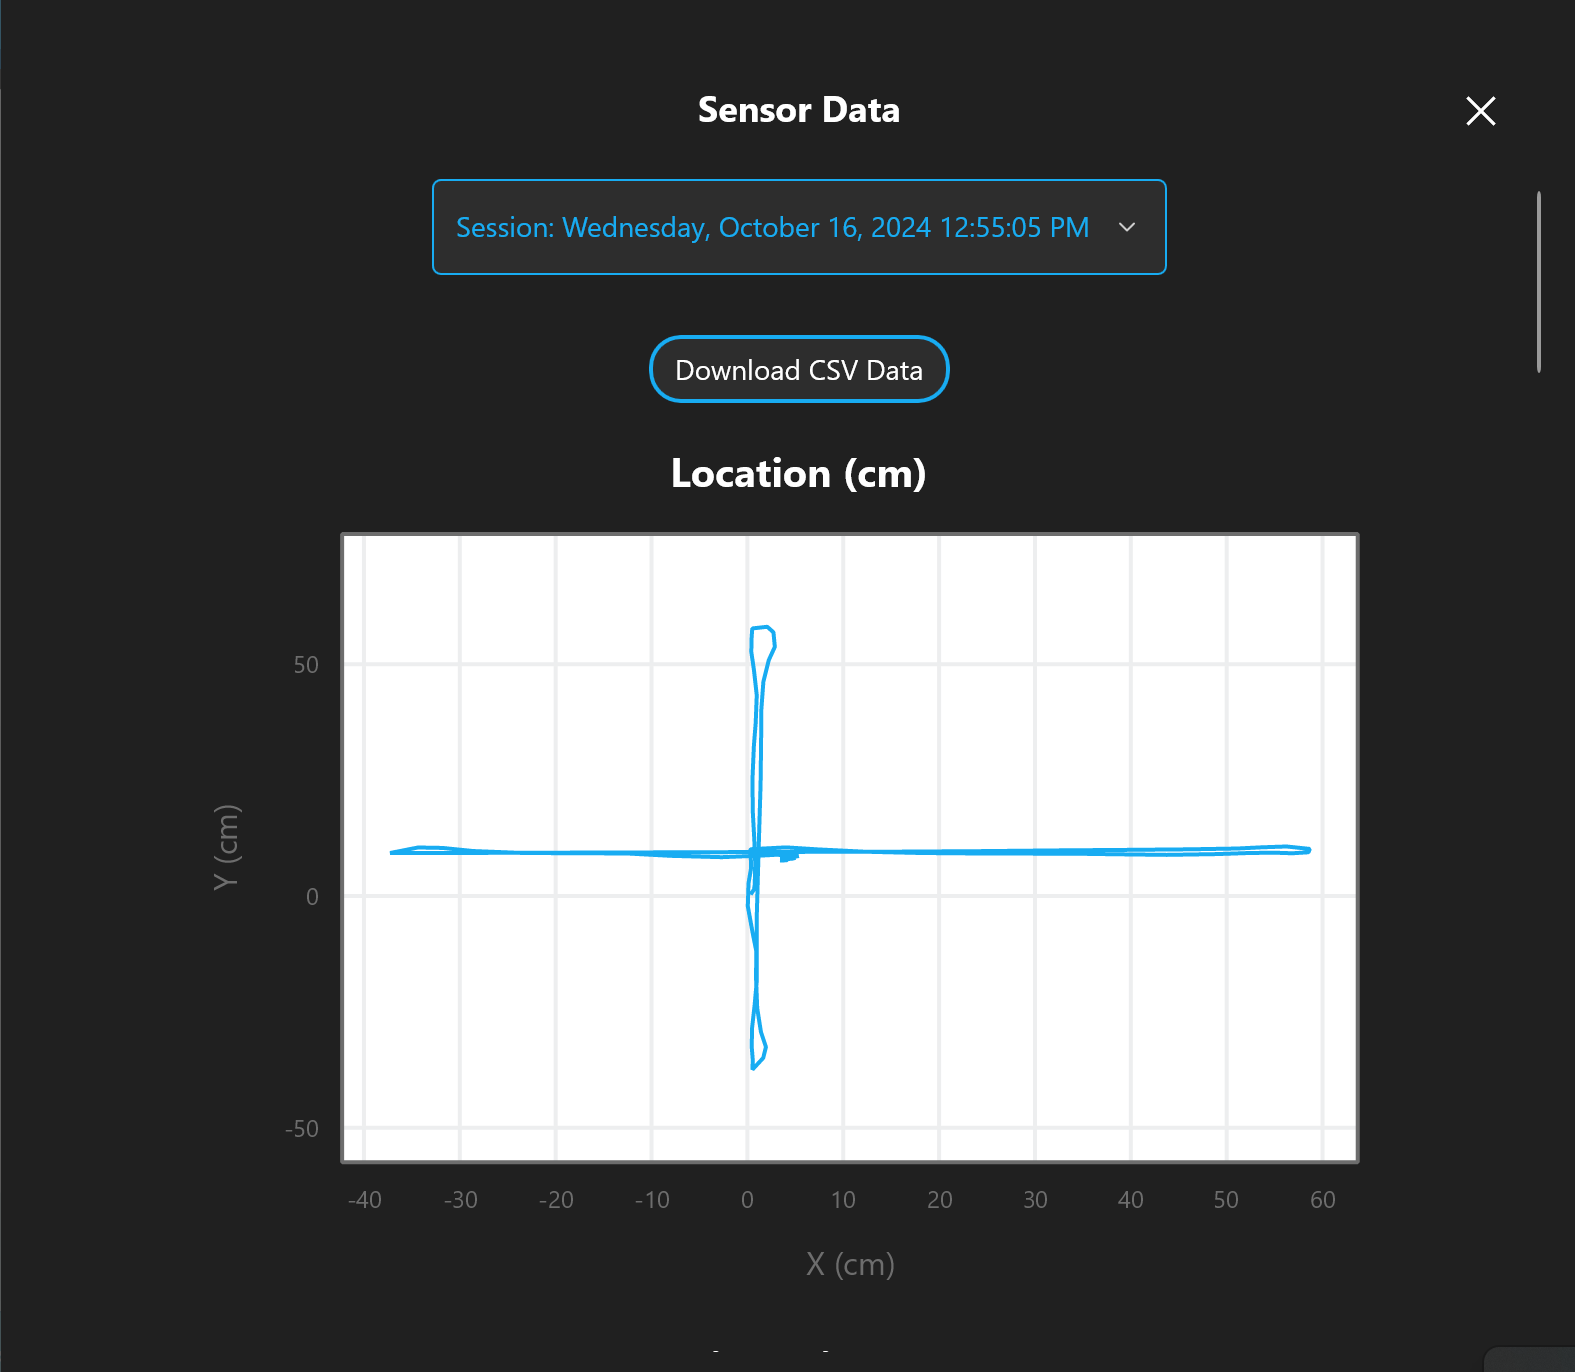 Sensor Data
Session: Wednesday, October 16, 2024 12:55:05 PM
Download CSV Data
Location (cm)
50
0
-50
Y (cm)
-40 -30 -20 -10 0 10 20 30 40 50 60
X (cm)